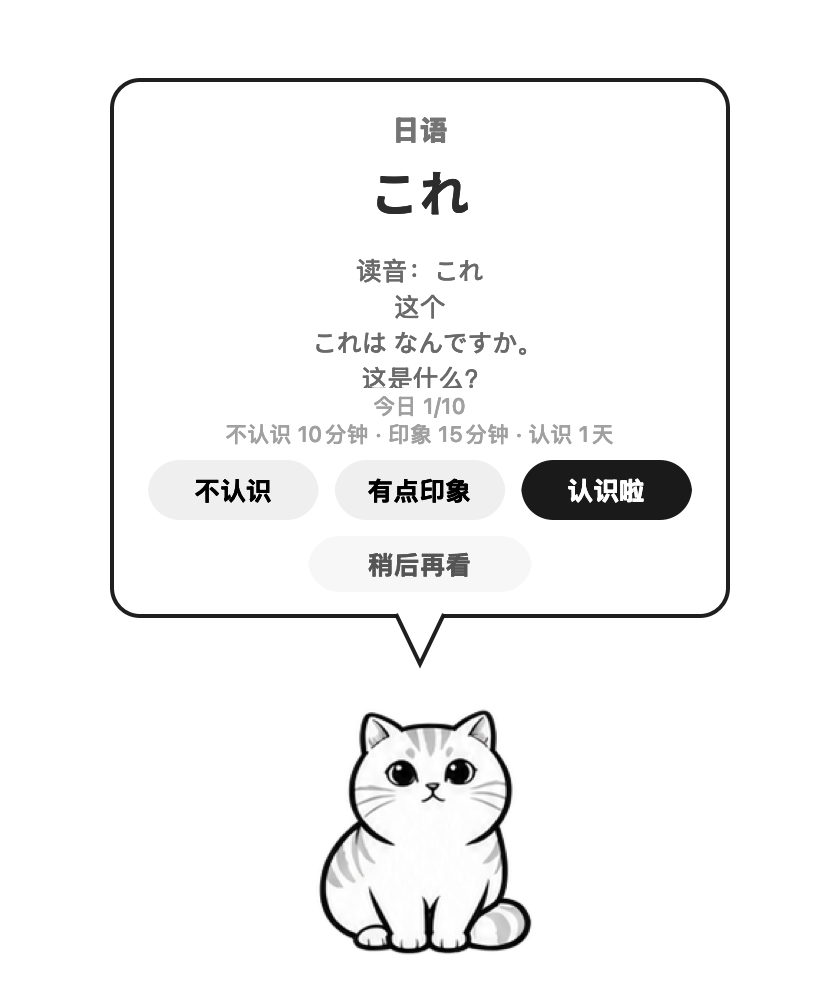 日语
これ
读音：これ
这个
これは なんですか。
这是什么?
今日 1/10
不认识 10分钟 · 印象 15分钟 · 认识 1天
不认识 有点印象 认识啦
稍后再看